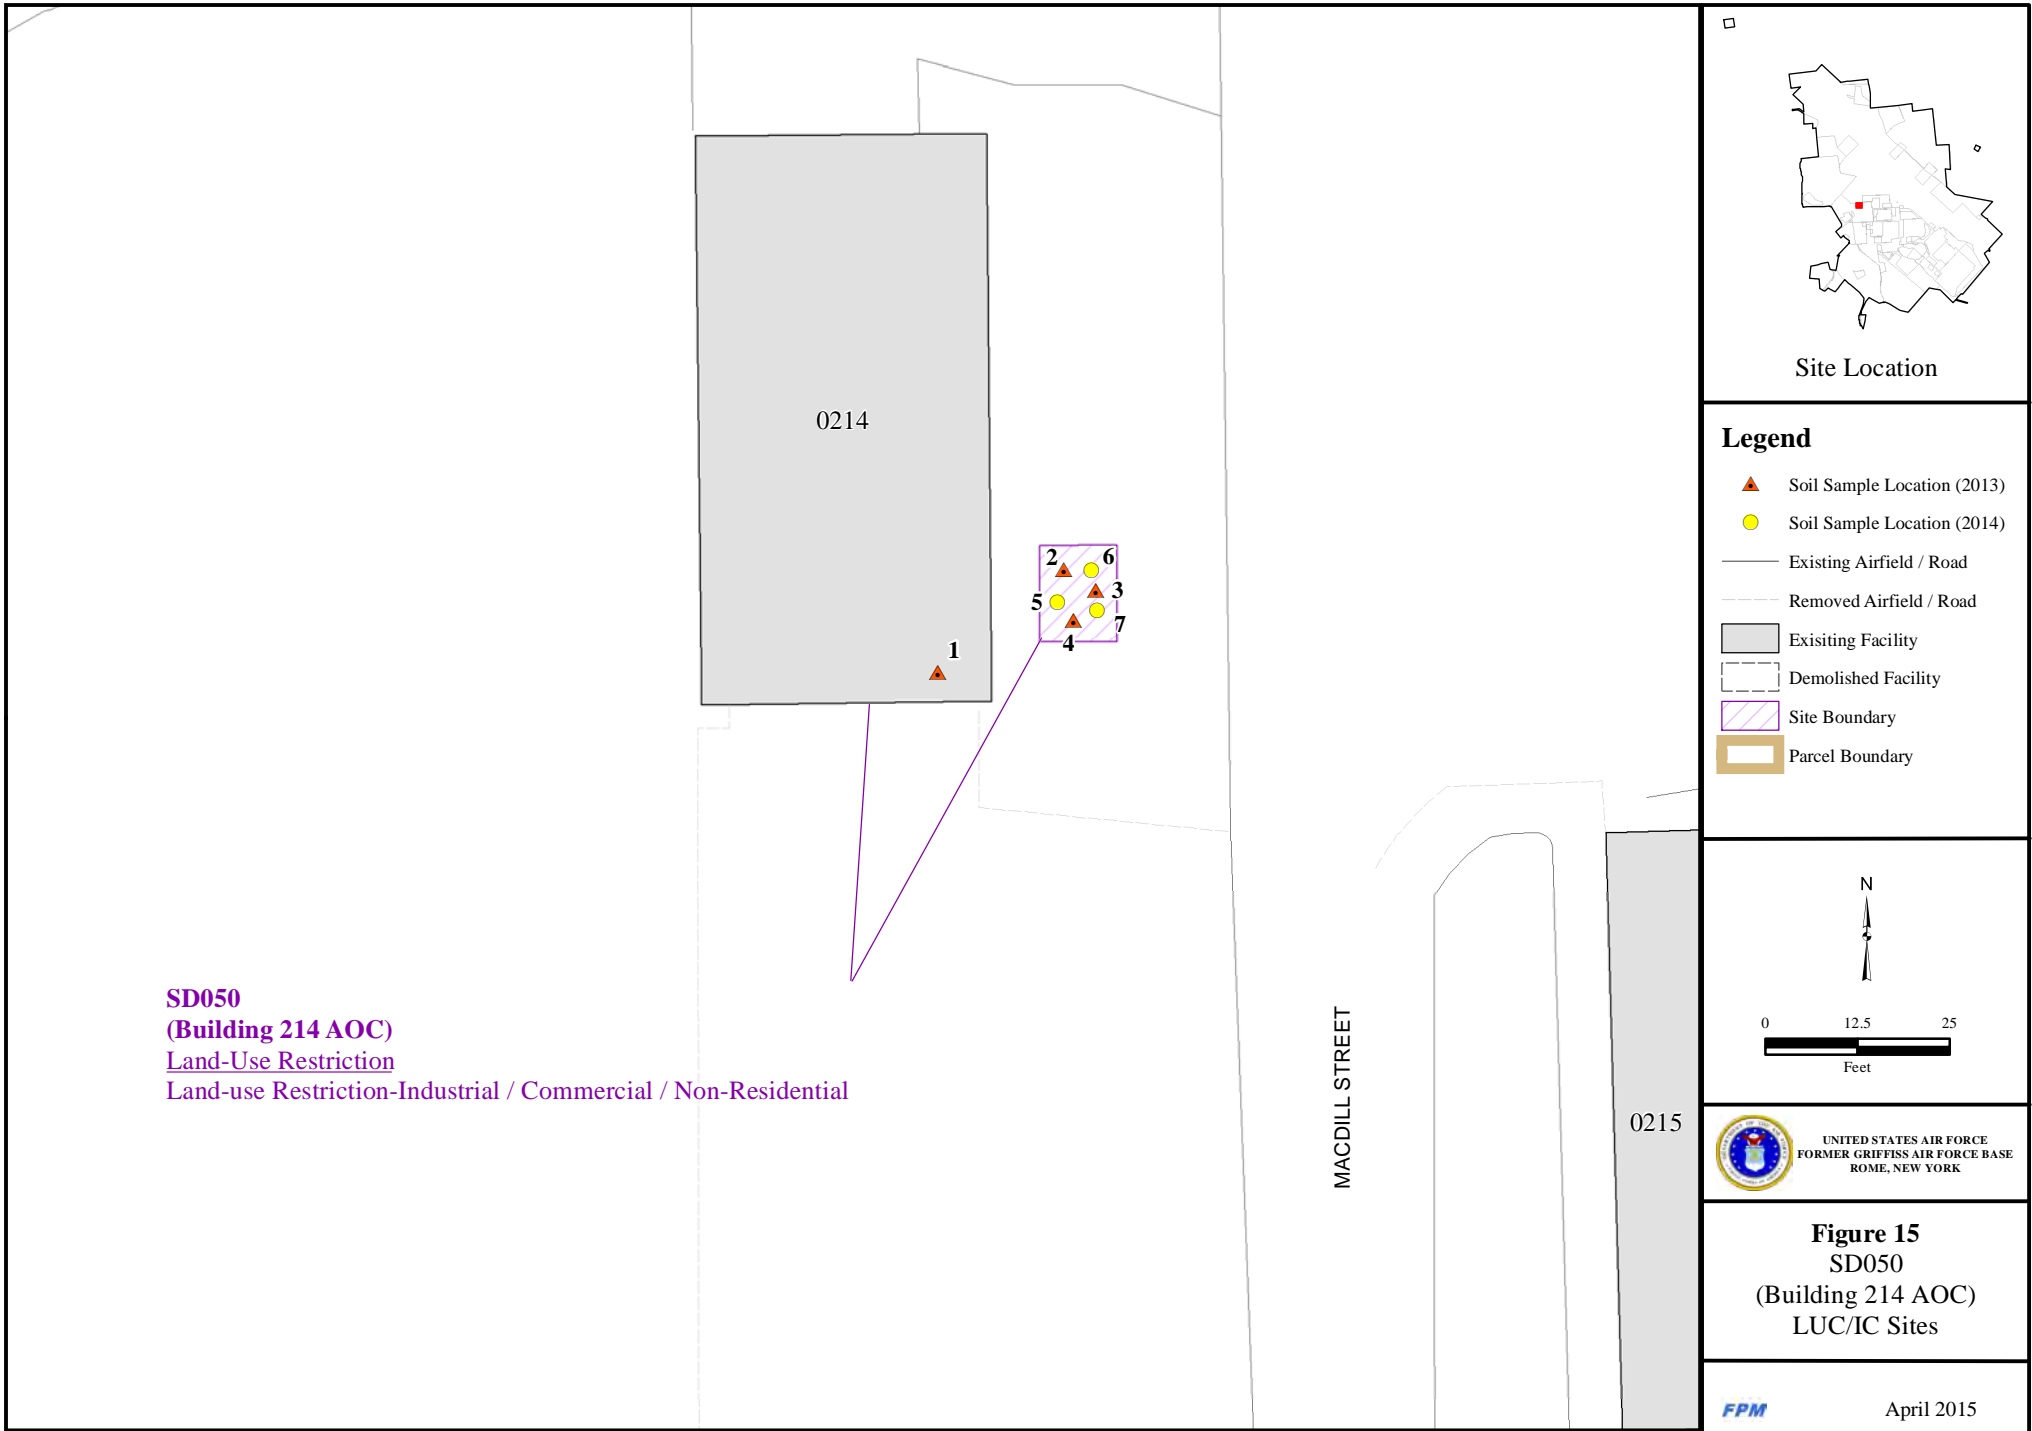 0214
2
6
3
5
7
4
1
SD050
(Building 214 AOC)
Land-Use Restriction
Land-use Restriction-Industrial / Commercial / Non-Residential
MACDILL STREET
0215
Site Location
Legend
Soil Sample Location (2013)
Soil Sample Location (2014)
Existing Airfield / Road
Removed Airfield / Road
Exisiting Facility
Demolished Facility
Site Boundary
Parcel Boundary
N
0 12.5 25
Feet
UNITED STATES AIR FORCE
FORMER GRIFFISS AIR FORCE BASE
ROME, NEW YORK
Figure 15
SD050
(Building 214 AOC)
LUC/IC Sites
FPM
April 2015